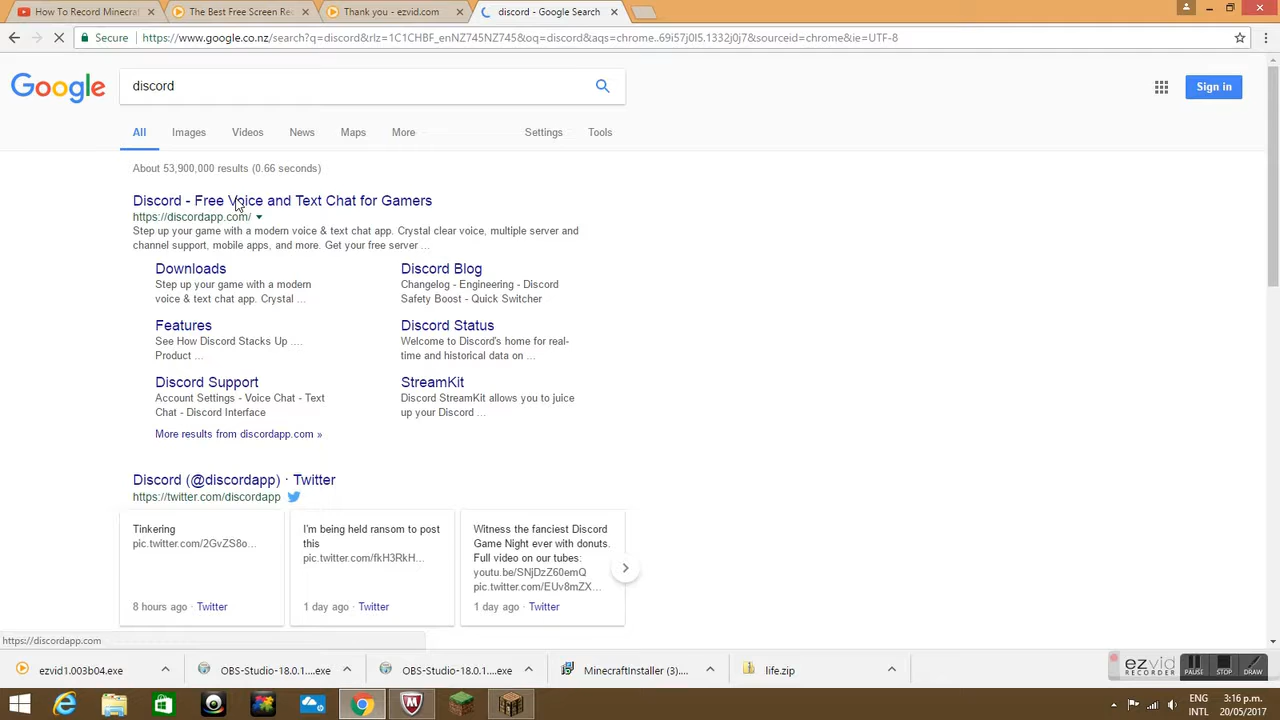 How To Record Minecraf
The Best Free Screen Rec
Thank you - ezvid.com
discord - Google Search
Secure
https://www.google.co.nz/search?q=discord&rlz=1C1CHBF_enNZ745NZ745&oq=discord&aqs=chrome..69i57j0l5.1332j0j7&sourceid=chrome&ie=UTF-8
Google
discord
Sign in
All
Images
Videos
News
Maps
More
Settings
Tools
About 53,900,000 results (0.66 seconds)
Discord - Free Voice and Text Chat for Gamers
https://discordapp.com/
Step up your game with a modern voice & text chat app. Crystal clear voice, multiple server and
channel support, mobile apps, and more. Get your free server ...
Downloads
Step up your game with a modern
voice & text chat app. Crystal ...
Discord Blog
Changelog - Engineering - Discord
Safety Boost - Quick Switcher
Features
See How Discord Stacks Up ....
Product ...
Discord Status
Welcome to Discord's home for real-
time and historical data on ...
Discord Support
Account Settings - Voice Chat - Text
Chat - Discord Interface
StreamKit
Discord StreamKit allows you to juice
up your Discord ...
More results from discordapp.com »
Discord (@discordapp) · Twitter
https://twitter.com/discordapp
Tinkering
pic.twitter.com/2GvZS8o...
8 hours ago · Twitter
I'm being held ransom to post
this
pic.twitter.com/fkH3RkH...
1 day ago · Twitter
Witness the fanciest Discord
Game Night ever with donuts.
Full video on our tubes:
youtu.be/SNjDzZ60emQ
pic.twitter.com/EUv8mZX...
1 day ago · Twitter
https://discordapp.com
ezvid1.003b04.exe
OBS-Studio-18.0.1....exe
OBS-Studio-18.0.1....exe
MinecraftInstaller (3)....
life.zip
ezvid
RECORDER
PAUSE
STOP
DRAW
ENG
INTL
3:16 p.m.
20/05/2017